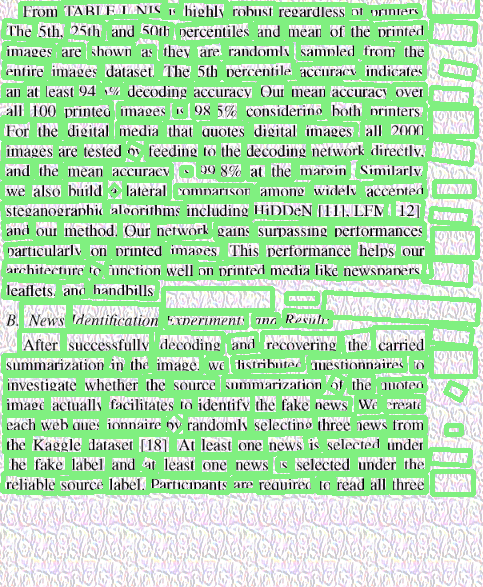 From TABLE I, NIS is highly robust regardless of printers.
The 5th, 25th and 50th percentiles and mean of the printed
images are shown as they are randomly sampled from the
entire images dataset. The 5th percentile accuracy indicates
an at least 94 % decoding accuracy. Our mean accuracy over
all 100 printed images is 98.5% considering both printers.
For the digital media that quotes digital images, all 2000
images are tested by feeding to the decoding network directly,
and the mean accuracy is 99.8% at the margin. Similarly,
we also build a lateral comparison among widely accepted
steganographic algorithms including HiDDeN [11], LFM [12]
and our method. Our network gains surpassing performances
particularly on printed images. This performance helps our
architecture to function well on printed media like newspapers,
leaflets, and handbills.
B. News Identification Experiments and Results
After successfully decoding and recovering the carried
summarization in the image, we distributed questionnaires to
investigate whether the source summarization of the quoted
image actually facilitates to identify the fake news. We create
each web questionnaire by randomly selecting three news from
the Kaggle dataset [18]. At least one news is selected under
the fake label and at least one news is selected under the
reliable source label. Participants are required to read all three